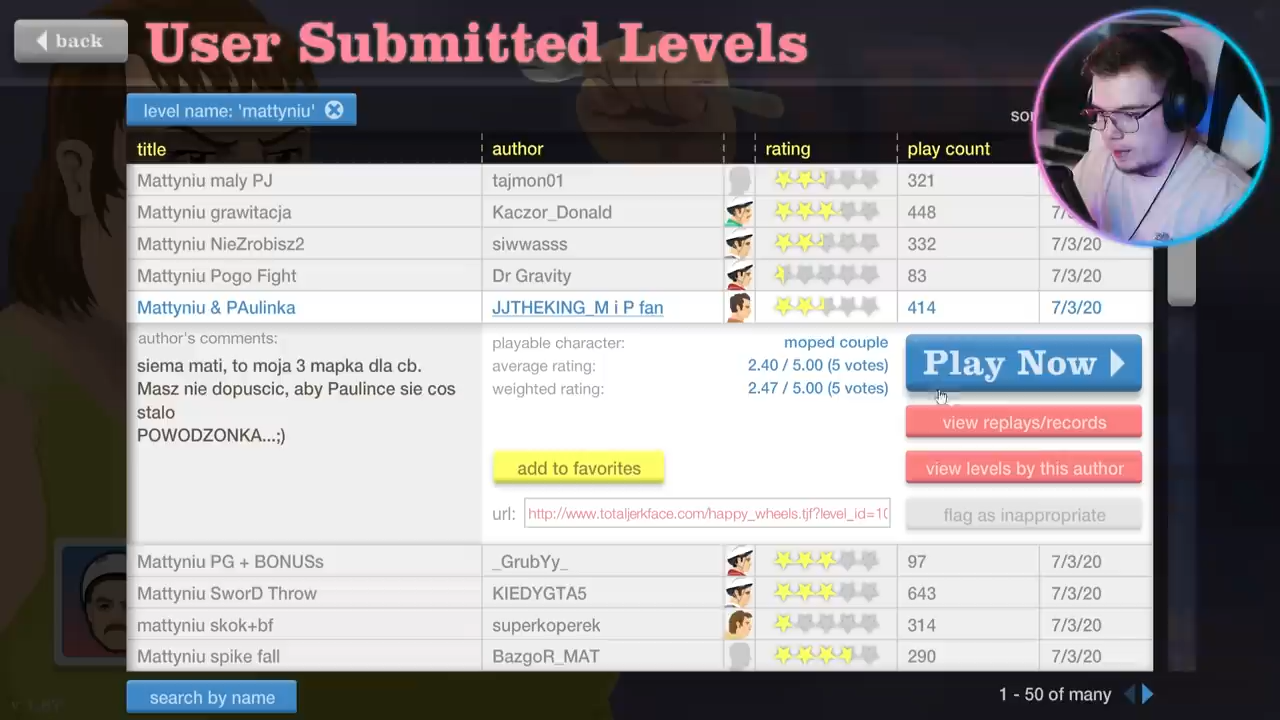 back
User Submitted Levels
level name: 'mattyniu'
title author rating play count
Mattyniu maly PJ tajmon01 321
Mattyniu grawitacja Kaczor_Donald 448
Mattyniu NieZrobisz2 siwwasss 332 7/3/20
Mattyniu Pogo Fight Dr Gravity 83 7/3/20
Mattyniu & PAulinka JJTHEKING_M i P fan 414 7/3/20
author's comments:
siema mati, to moja 3 mapka dla cb.
Masz nie dopuscic, aby Paulince sie cos
stalo
POWODZONKA...;)
playable character: moped couple
average rating: 2.40 / 5.00 (5 votes)
weighted rating: 2.47 / 5.00 (5 votes)
add to favorites
url: http://www.totaljerkface.com/happy_wheels.tjf?level_id=10
Play Now
view replays/records
view levels by this author
flag as inappropriate
Mattyniu PG + BONUSs _GrubYy_ 97 7/3/20
Mattyniu SworD Throw KIEDYGTA5 643 7/3/20
mattyniu skok+bf superkoperek 314 7/3/20
Mattyniu spike fall BazgoR_MAT 290 7/3/20
search by name
1 - 50 of many